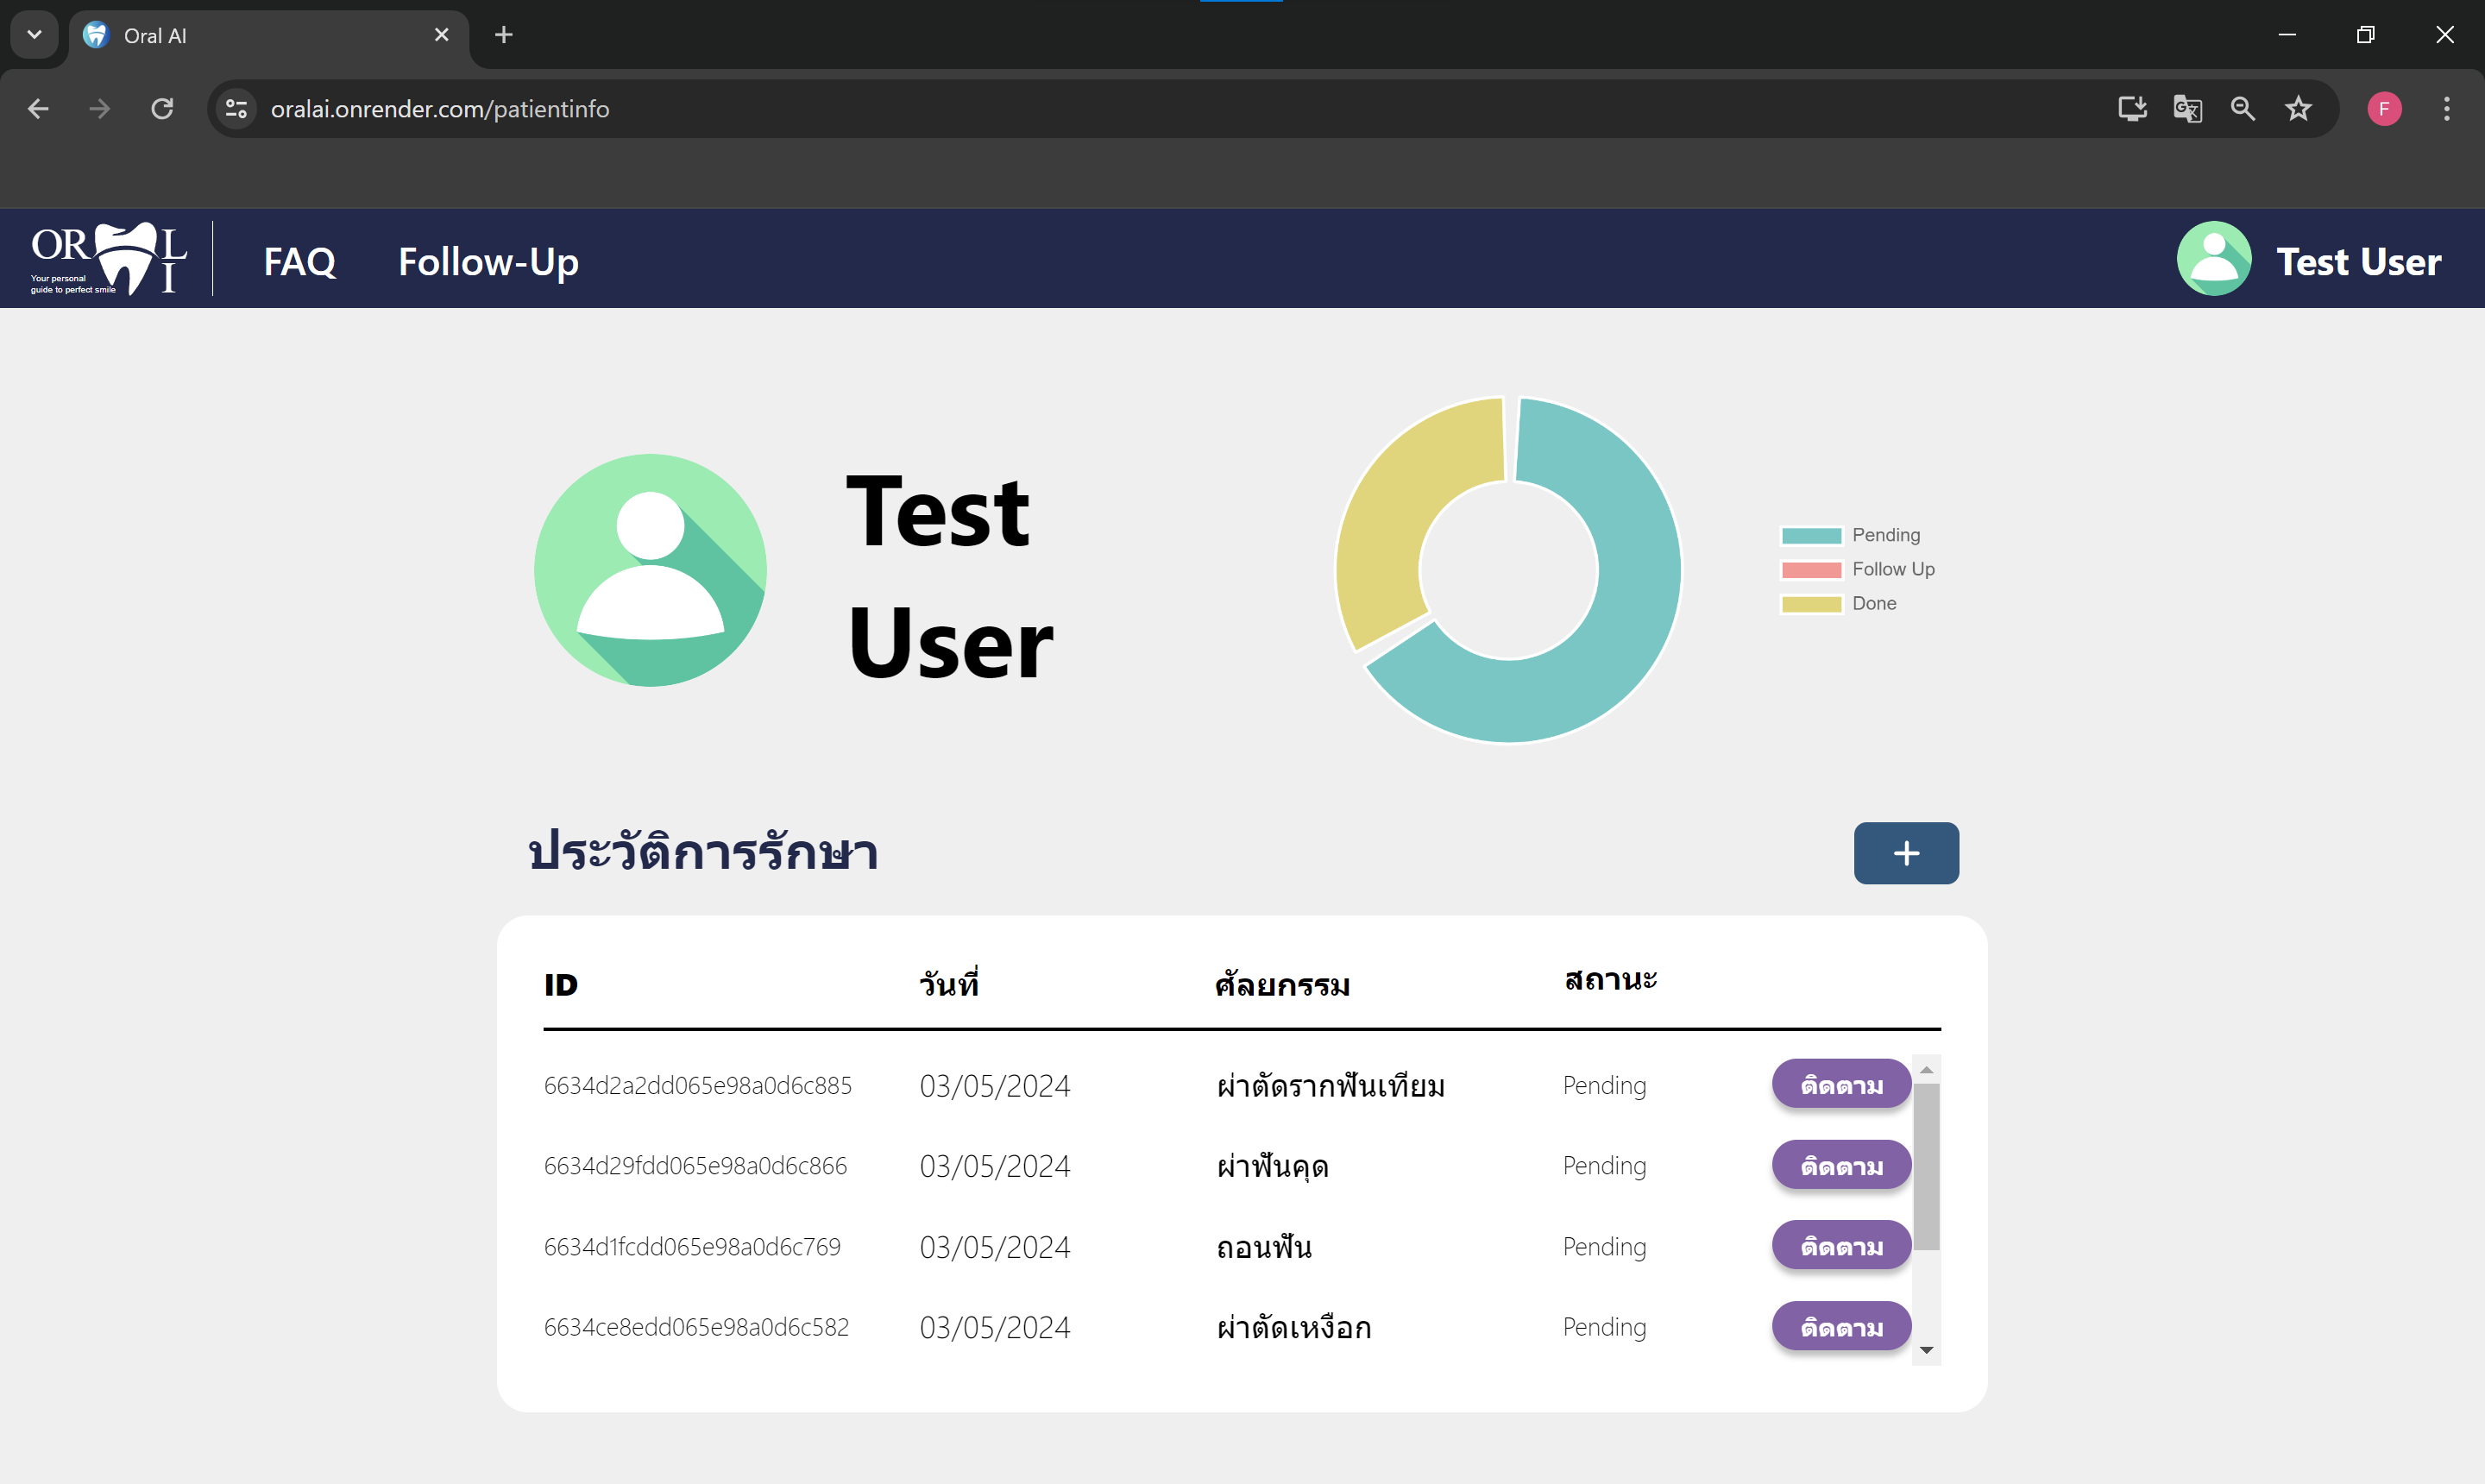 Oral AI
oralai.onrender.com/patientinfo
F
OR L
I
Your personal
guide to perfect smile
FAQ
Follow-Up
Test User
Test
User
Pending
Follow Up
Done
ประวัติการรักษา
+
ID วันที่ ศัลยกรรม สถานะ
6634d2a2dd065e98a0d6c885 03/05/2024 ผ่าตัดรากฟันเทียม Pending ติดตาม
6634d29fdd065e98a0d6c866 03/05/2024 ผ่าฟันคุด Pending ติดตาม
6634d1fcdd065e98a0d6c769 03/05/2024 ถอนฟัน Pending ติดตาม
6634ce8edd065e98a0d6c582 03/05/2024 ผ่าตัดเหงือก Pending ติดตาม